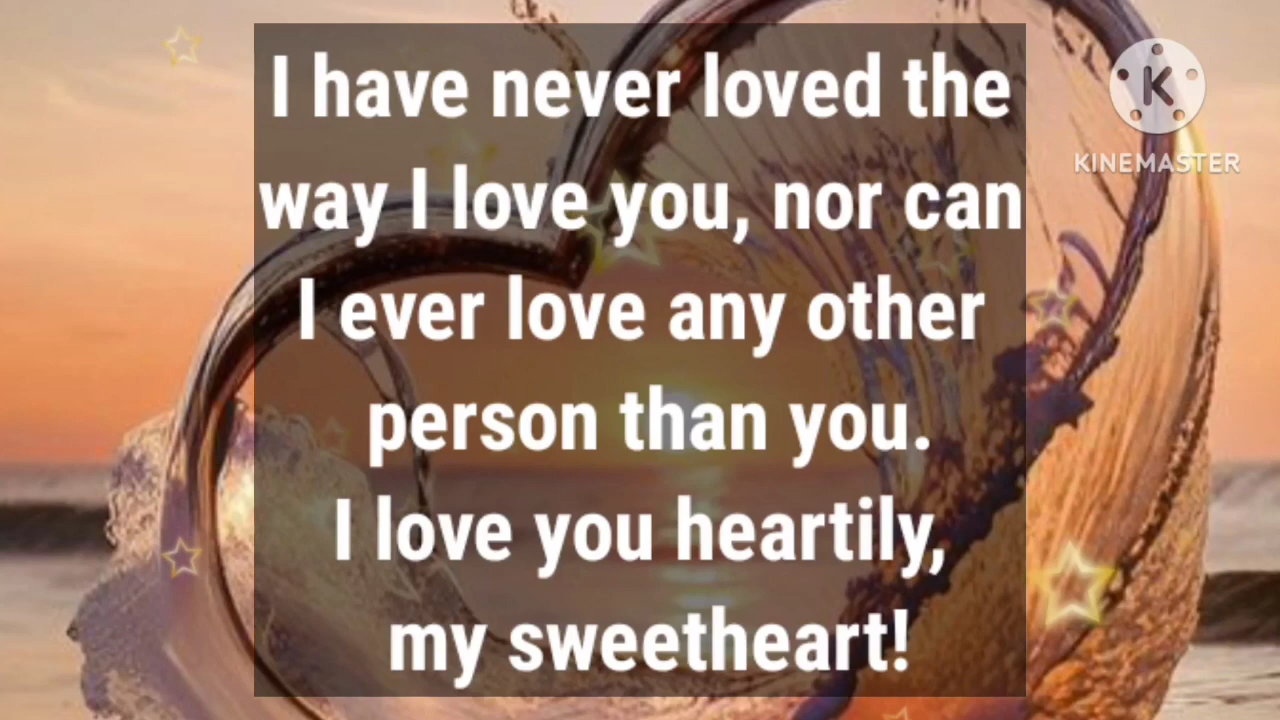 I have never loved the
way I love you, nor can
I ever love any other
person than you.
I love you heartily,
my sweetheart!
K
KINEMASTER